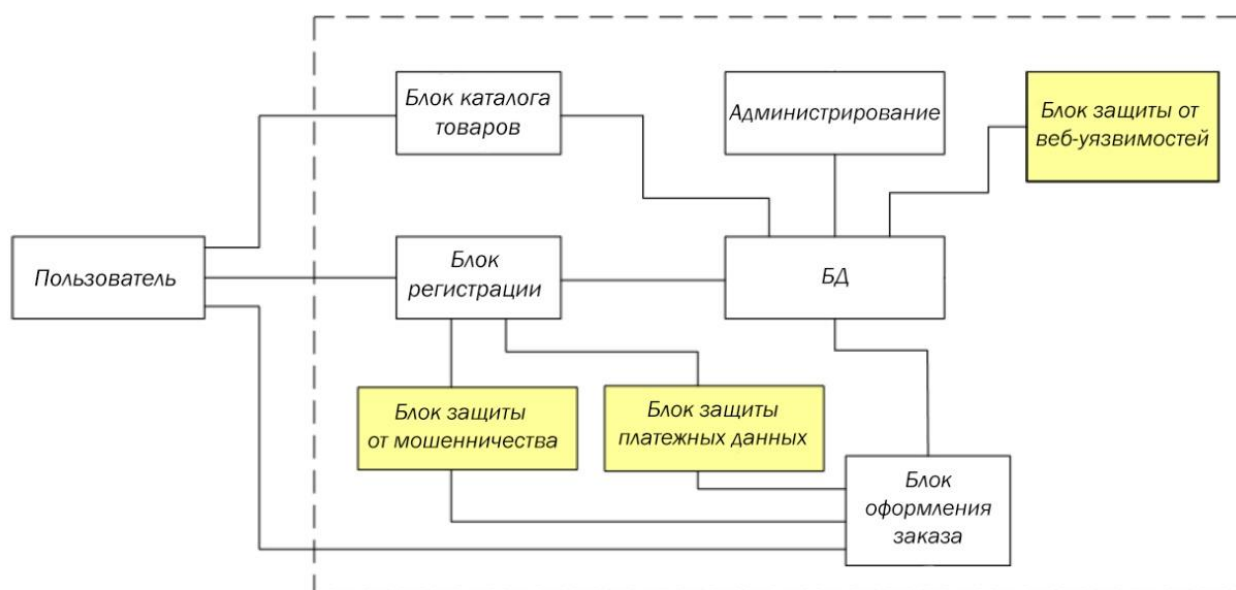 Блок каталога
товаров
Администрирование
Блок защиты от
веб-уязвимостей
Пользователь
Блок
регистрации
БД
Блок защиты
от мошенничества
Блок защиты
платежных данных
Блок
оформления
заказа